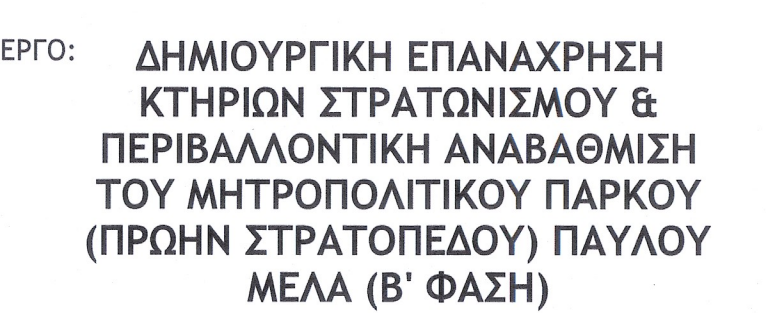 ΕΡΓΟ: ΔΗΜΙΟΥΡΓΙΚΗ ΕΠΑΝΑΧΡΗΣΗ
ΚΤΗΡΙΩΝ ΣΤΡΑΤΩΝΙΣΜΟΥ &
ΠΕΡΙΒΑΛΛΟΝΤΙΚΗ ΑΝΑΒΑΘΜΙΣΗ
ΤΟΥ ΜΗΤΡΟΠΟΛΙΤΙΚΟΥ ΠΑΡΚΟΥ
(ΠΡΩΗΝ ΣΤΡΑΤΟΠΕΔΟΥ) ΠΑΥΛΟΥ
ΜΕΛΑ (Β' ΦΑΣΗ)